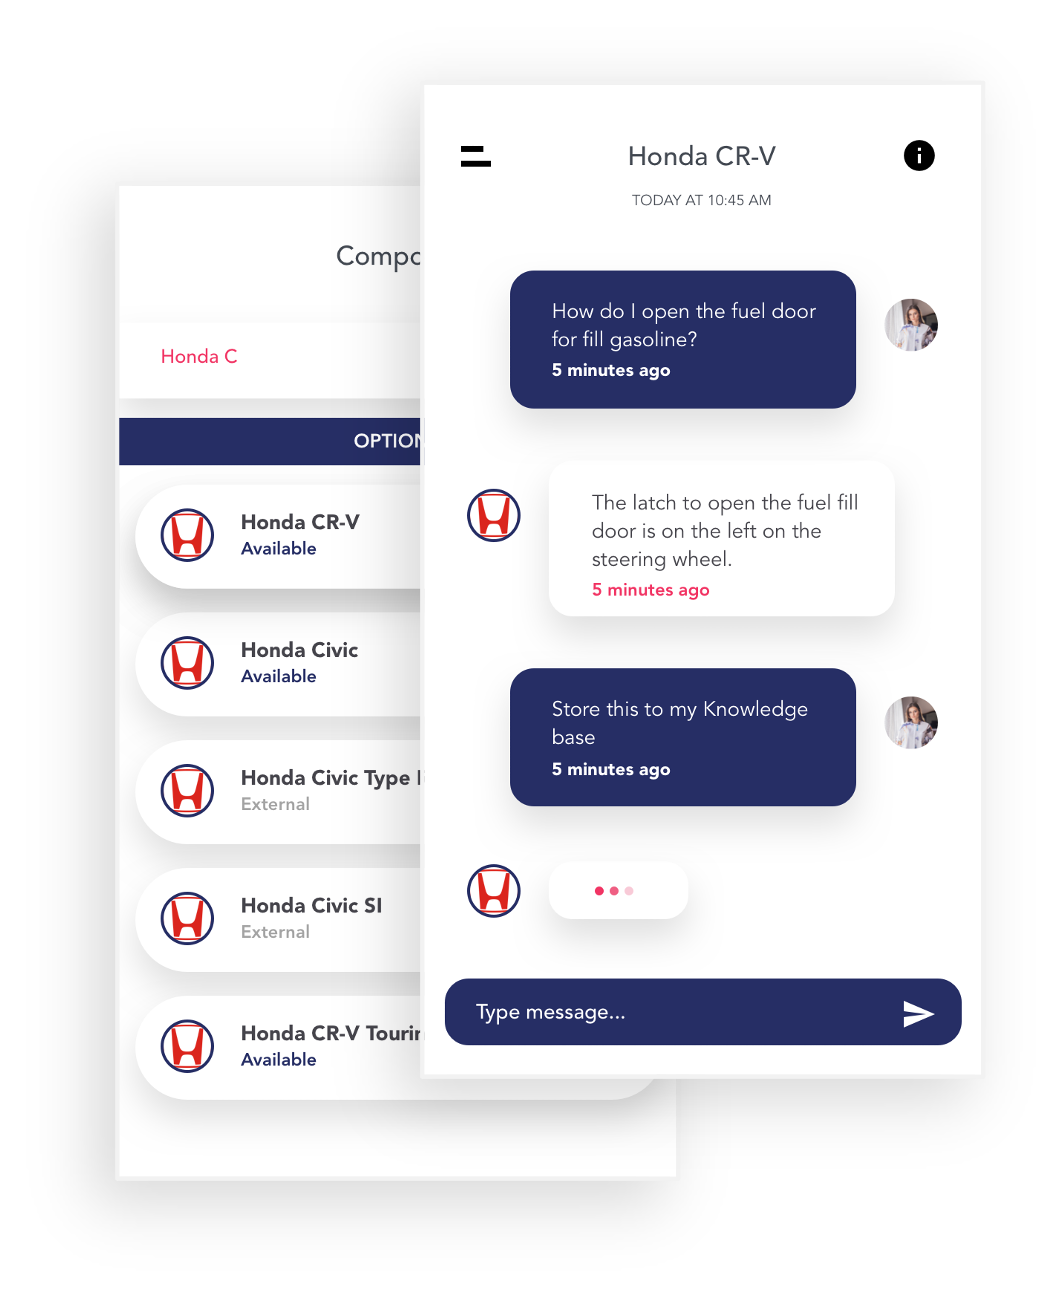 Compo
Honda C
OPTION
Honda CR-V
Available
Honda Civic
Available
Honda Civic Type
External
Honda Civic SI
External
Honda CR-V Tourin
Available
Honda CR-V
TODAY AT 10:45 AM
How do I open the fuel door
for fill gasoline?
5 minutes ago
The latch to open the fuel fill
door is on the left on the
steering wheel.
5 minutes ago
Store this to my Knowledge
base
5 minutes ago
Type message...